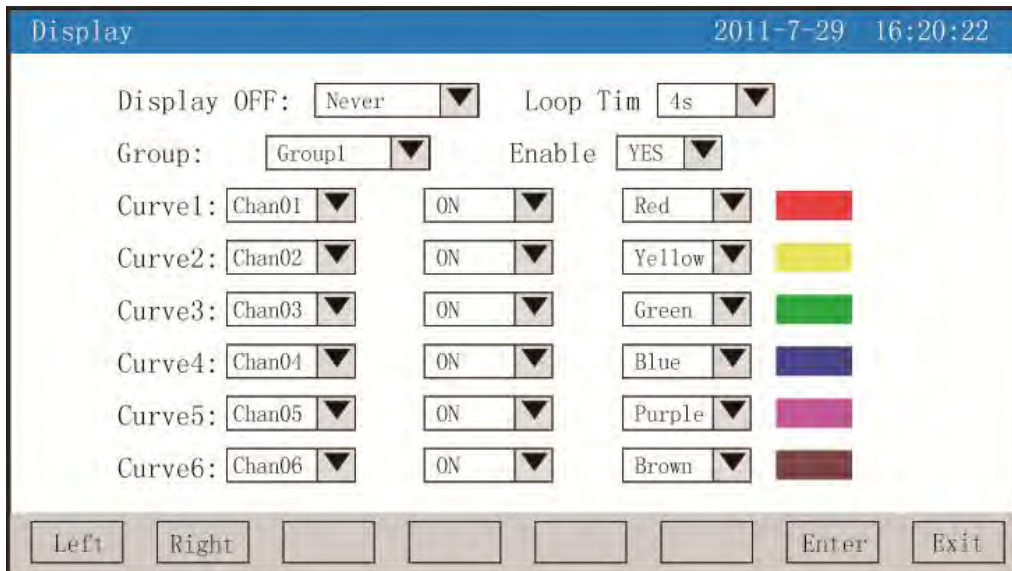 Display 2011-7-29 16:20:22
Display OFF: Never Loop Tim 4s
Group: Group1 Enable YES
Curve1: Chan01 ON Red
Curve2: Chan02 ON Yellow
Curve3: Chan03 ON Green
Curve4: Chan04 ON Blue
Curve5: Chan05 ON Purple
Curve6: Chan06 ON Brown
Left Right Enter Exit